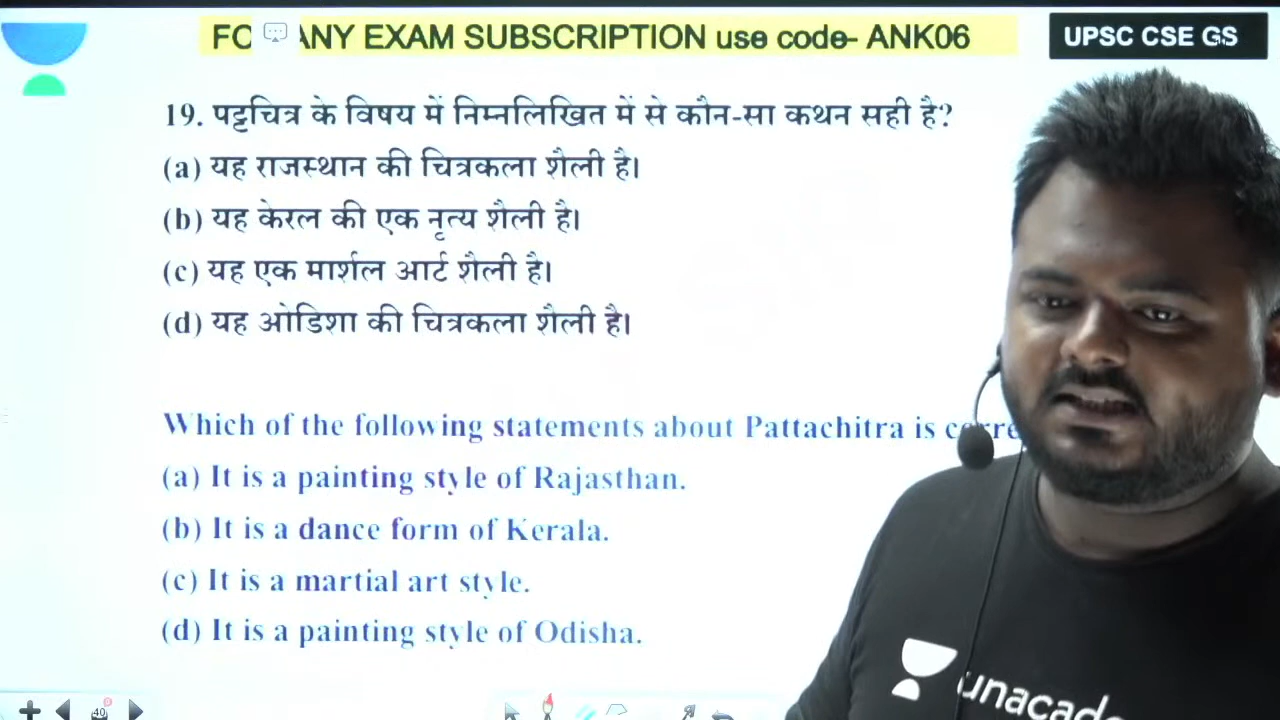 ANY EXAM SUBSCRIPTION use code- ANK06
UPSC CSE GS
19. पट्टचित्र के विषय में निम्नलिखित में से कौन-सा कथन सही है?
(a) यह राजस्थान की चित्रकला शैली है।
(b) यह केरल की एक नृत्य शैली है।
(c) यह एक मार्शल आर्ट शैली है।
(d) यह ओडिशा की चित्रकला शैली है।
Which of the following statements about Pattachitra is
(a) It is a painting style of Rajasthan.
(b) It is a dance form of Kerala.
(c) It is a martial art style.
(d) It is a painting style of Odisha.
40